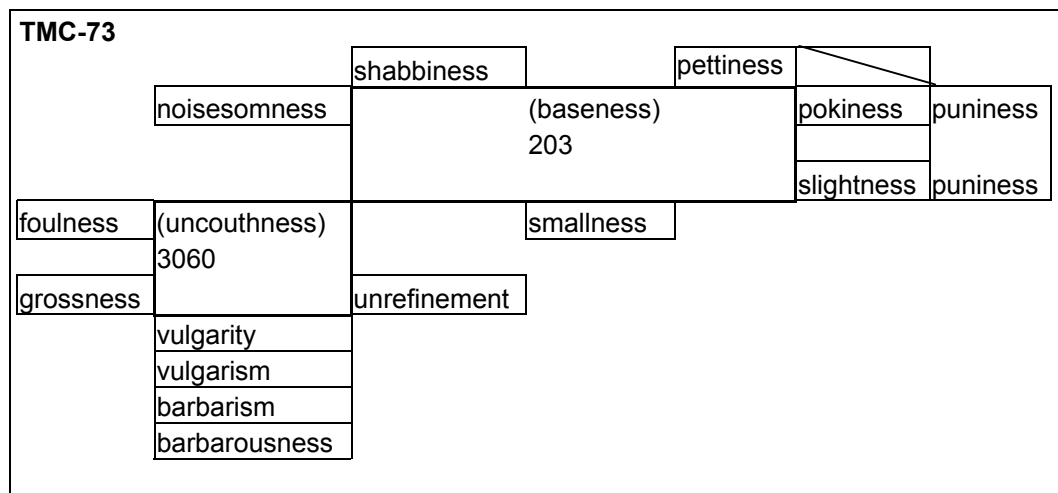 TMC-73
shabbiness pettiness
noisesomness (baseness) pokiness puniness
203
slightness puniness
foulness (uncouthness) smallness
3060
grossness unrefinement
vulgarity
vulgarism
barbarism
barbarousness